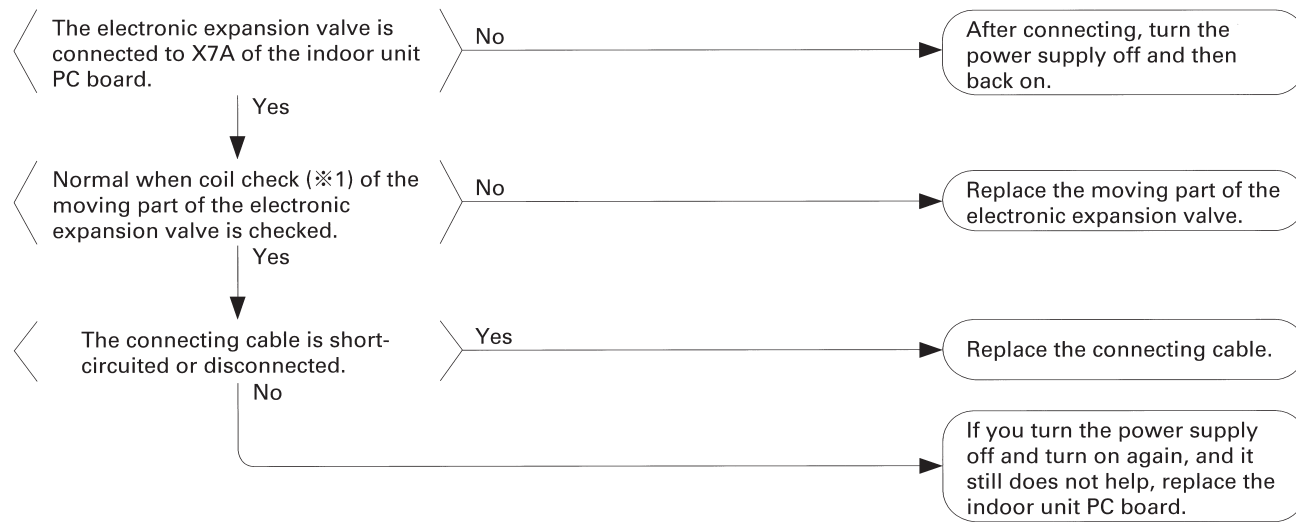 The electronic expansion valve is
connected to X7A of the indoor unit
PC board.
No
After connecting, turn the
power supply off and then
back on.
Yes
Normal when coil check (※1) of the
moving part of the electronic
expansion valve is checked.
No
Replace the moving part of the
electronic expansion valve.
Yes
The connecting cable is short-
circuited or disconnected.
Yes
Replace the connecting cable.
No
If you turn the power supply
off and turn on again, and it
still does not help, replace the
indoor unit PC board.